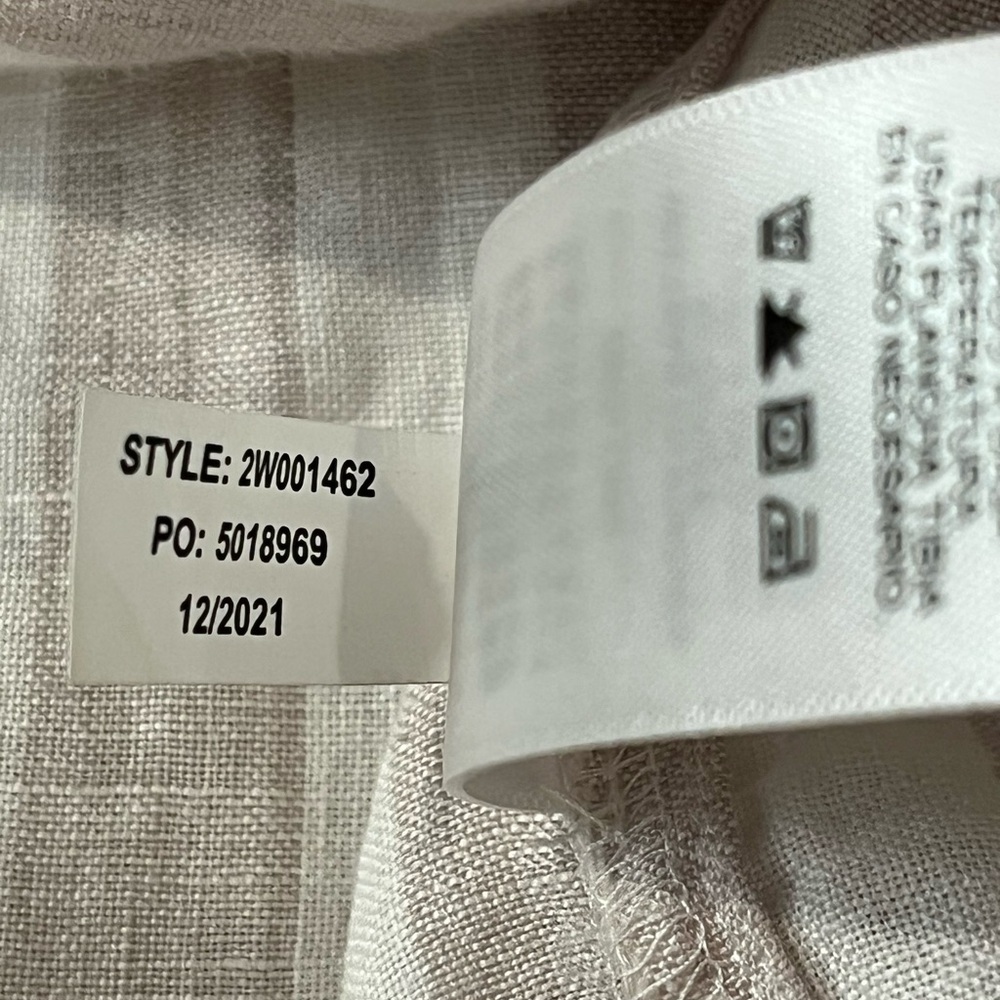 STYLE: 2W001462
PO: 5018969
12/2021
TEMPERATURA
USAR PLANCHA TIBIA
EN CASO NECESARIO